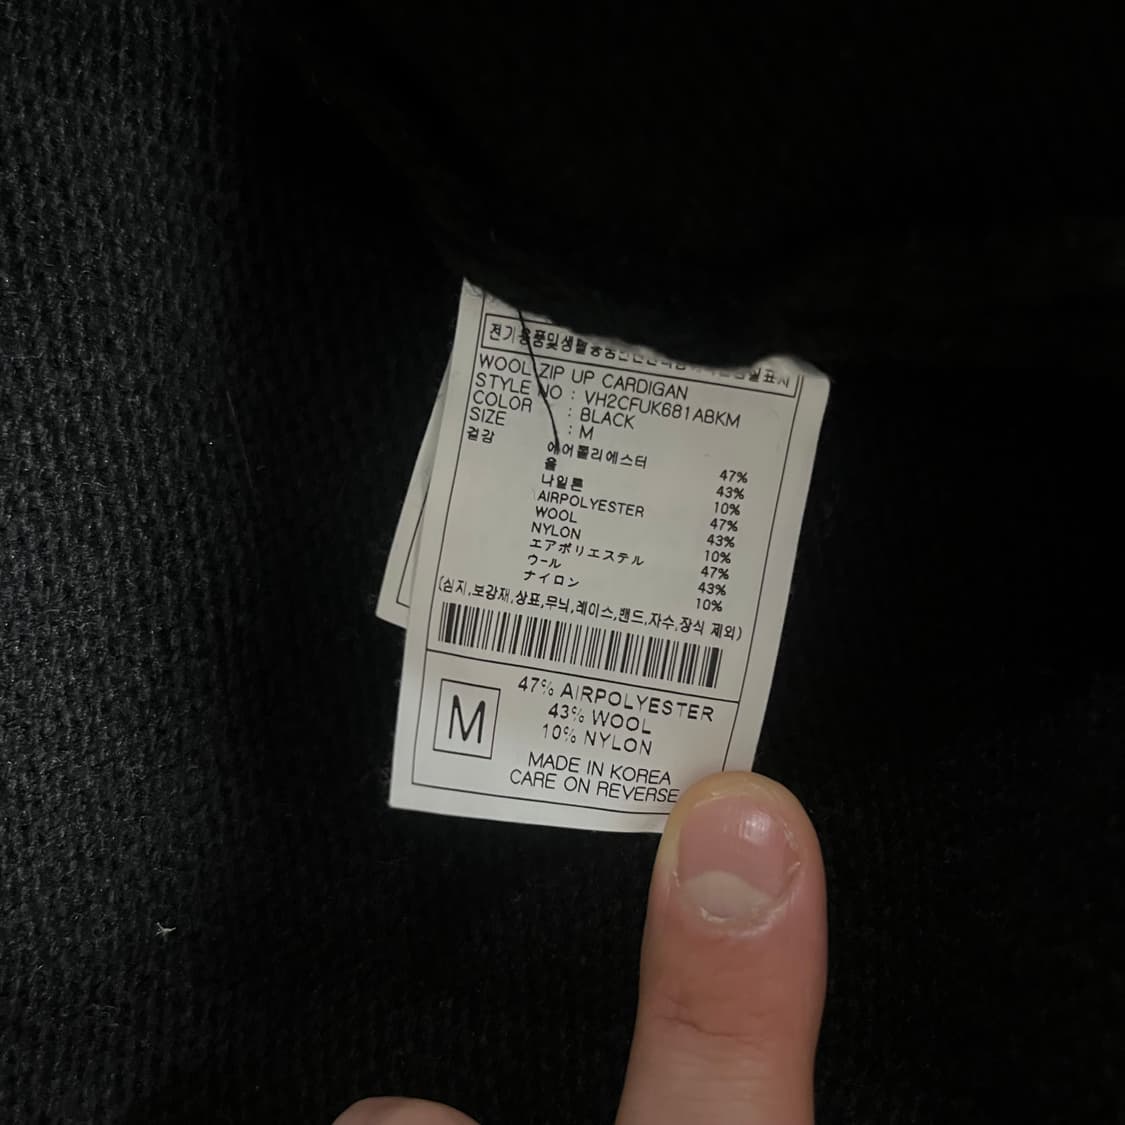 WOOL ZIP UP CARDIGAN
STYLE NO : VH2CFUK681ABKM
COLOR : BLACK
SIZE : M
겉감
에어폴리에스터 47%
울 43%
나일론 10%
AIRPOLYESTER 47%
WOOL 43%
NYLON 10%
エアポリエステル 47%
ウール 43%
ナイロン 10%
(심지,보강재,상표,무늬,레이스,밴드,자수,장식 제외)
M
47% AIRPOLYESTER
43% WOOL
10% NYLON
MADE IN KOREA
CARE ON REVERSE